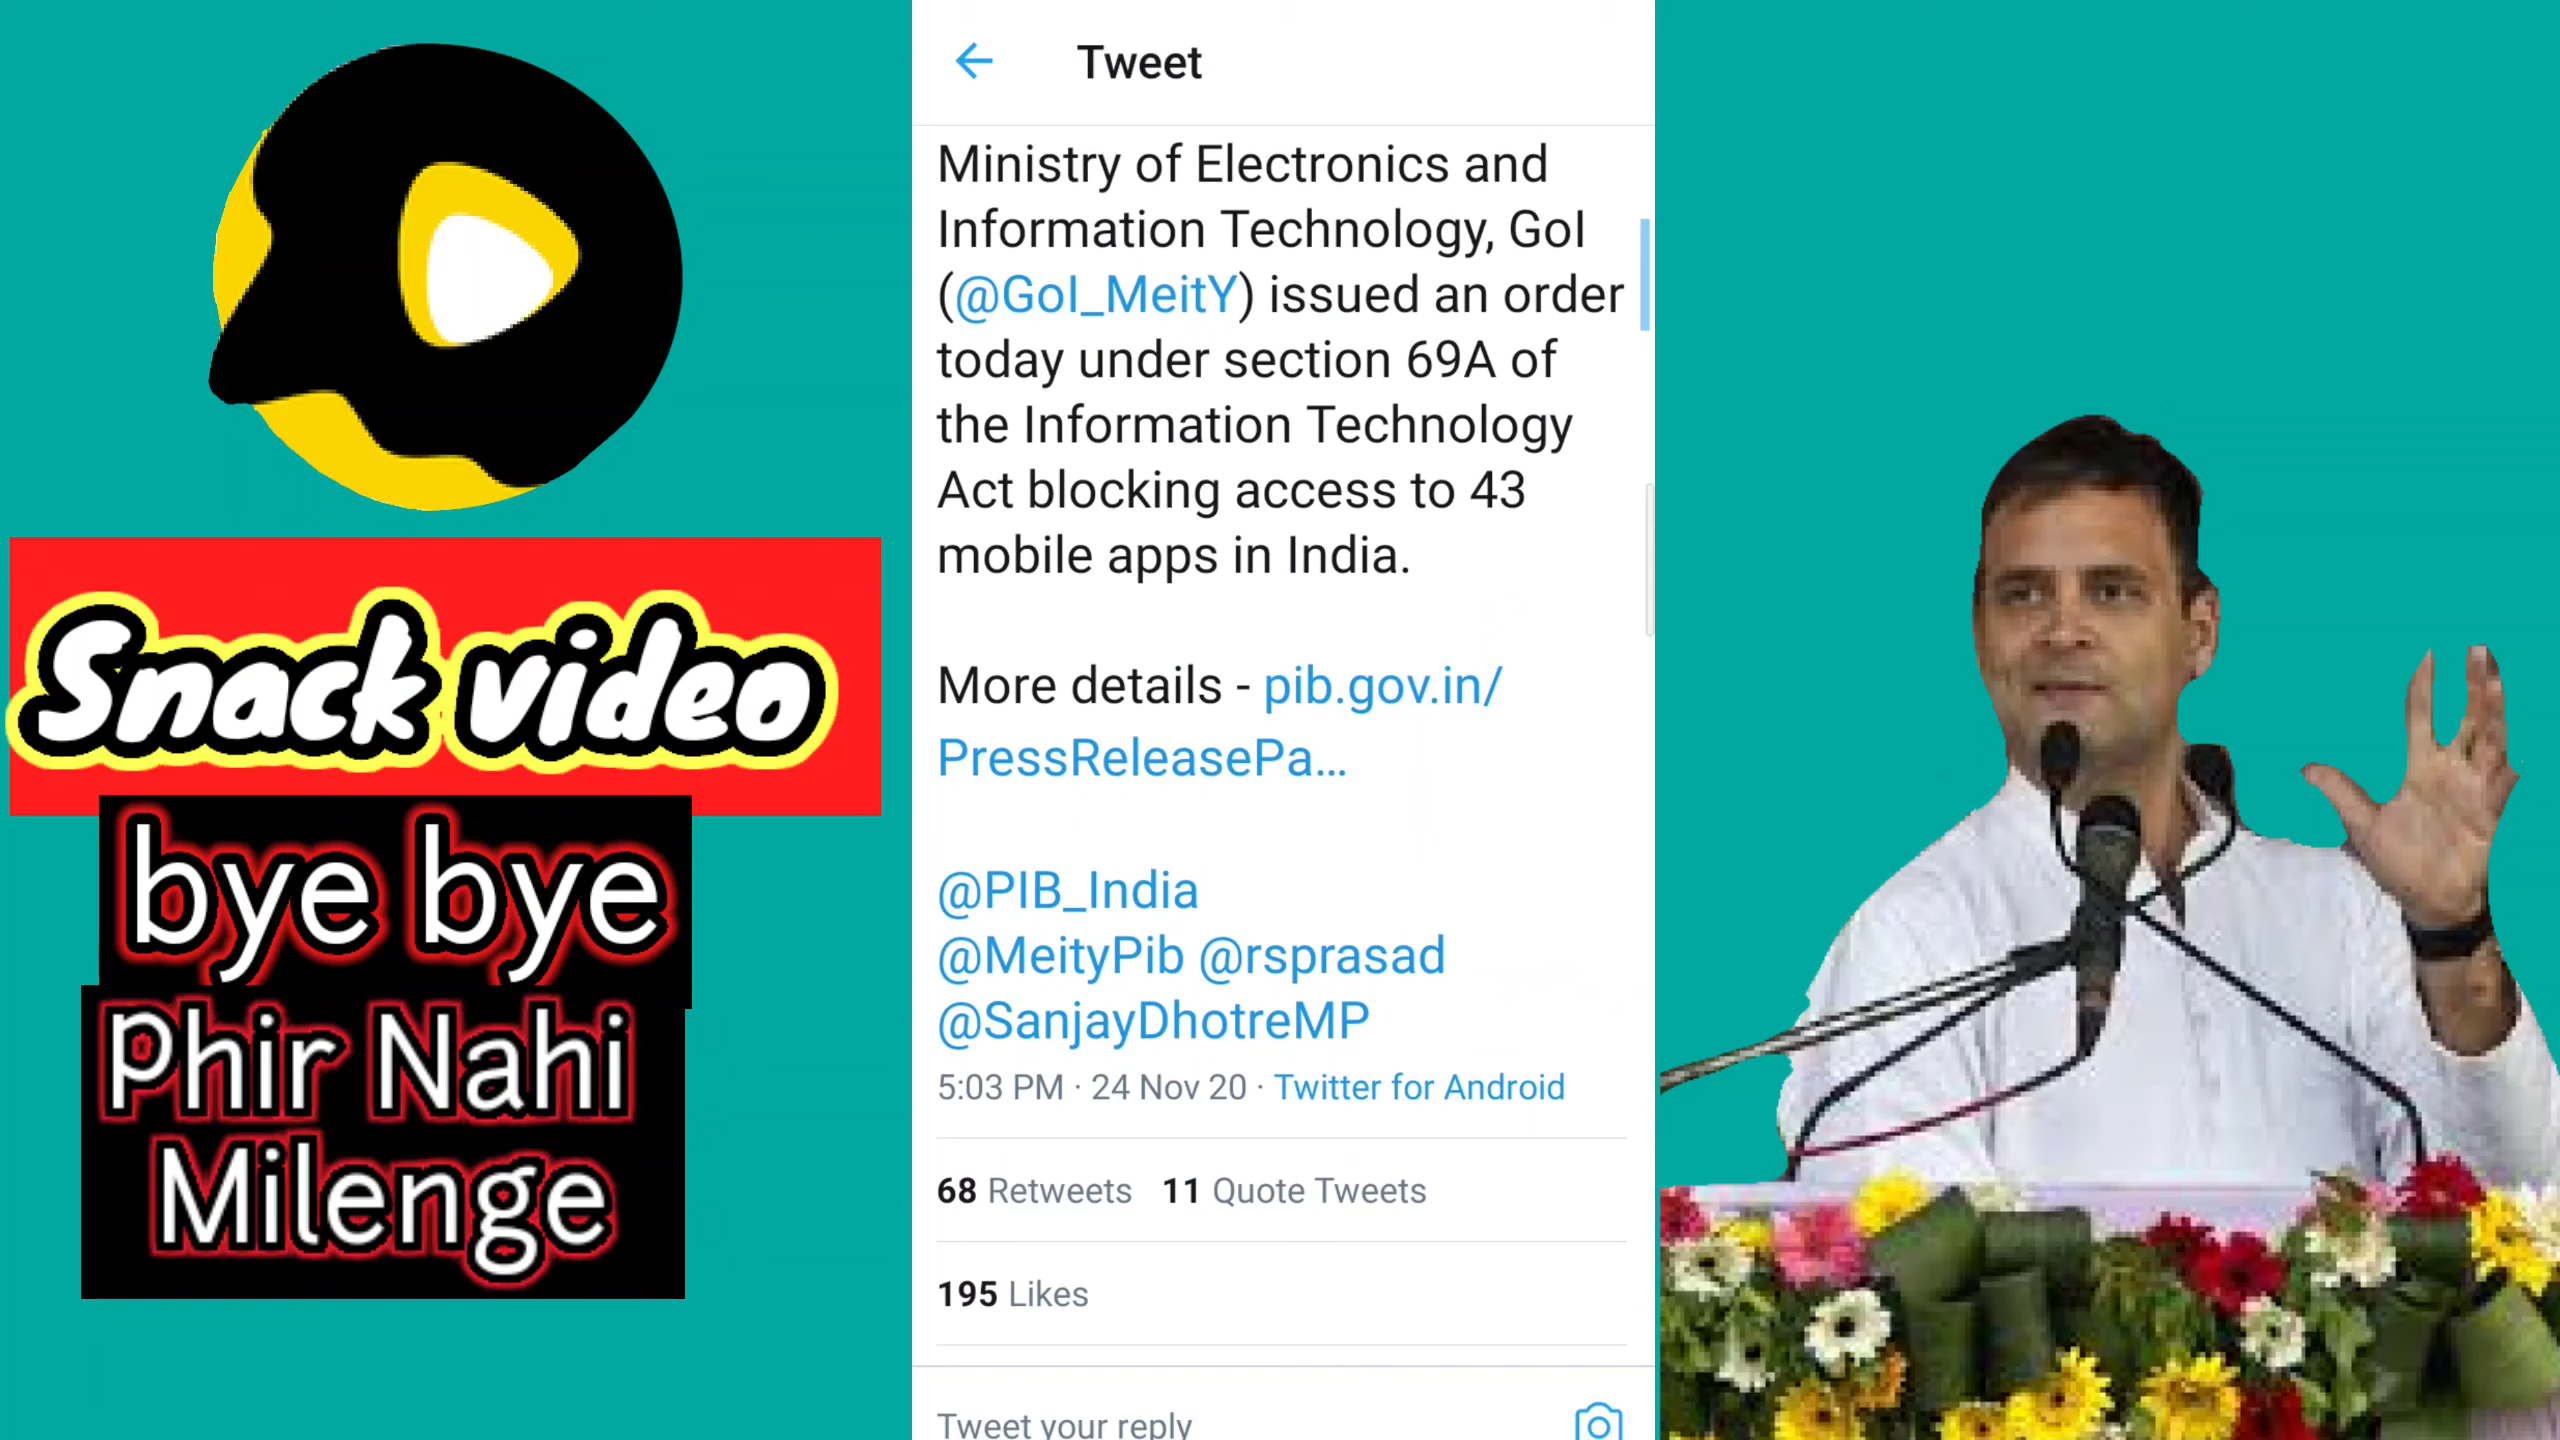 Snack video
bye bye
Phir Nahi
Milenge
Tweet
Ministry of Electronics and
Information Technology, GoI
(@GoI_MeitY) issued an order
today under section 69A of
the Information Technology
Act blocking access to 43
mobile apps in India.
More details - pib.gov.in/
PressReleasePa...
@PIB_India
@MeityPib @rsprasad
@SanjayDhotreMP
5:03 PM · 24 Nov 20 · Twitter for Android
68 Retweets 11 Quote Tweets
195 Likes
Tweet your reply